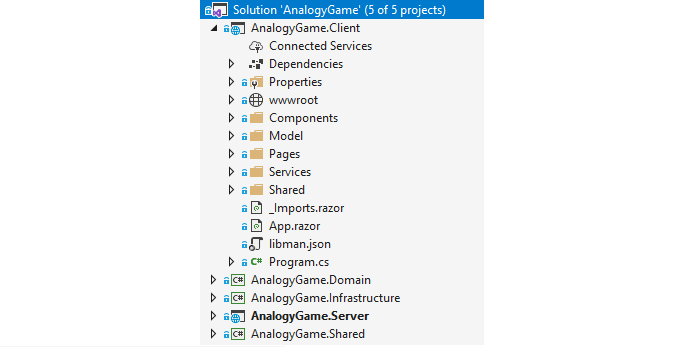 Solution 'AnalogyGame' (5 of 5 projects)
AnalogyGame.Client
Connected Services
Dependencies
Properties
wwwroot
Components
Model
Pages
Services
Shared
_Imports.razor
App.razor
libman.json
C# Program.cs
C# AnalogyGame.Domain
C# AnalogyGame.Infrastructure
AnalogyGame.Server
C# AnalogyGame.Shared